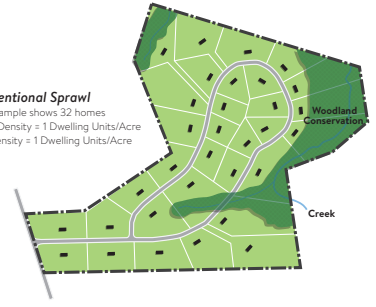 entional Sprawl
ample shows 32 homes
Density = 1 Dwelling Units/Acre
ensity = 1 Dwelling Units/Acre
Woodland
Conservation
Creek